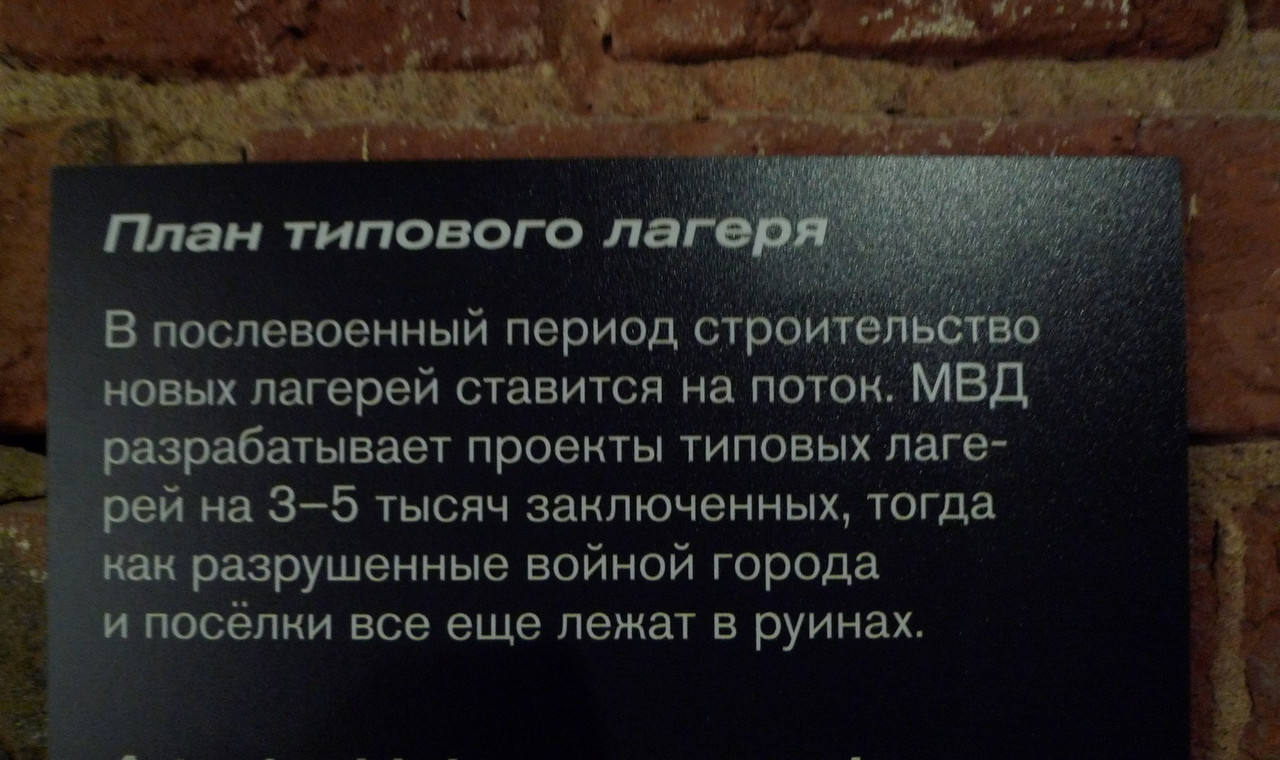 План типового лагеря
В послевоенный период строительство
новых лагерей ставится на поток. МВД
разрабатывает проекты типовых лаге-
рей на 3–5 тысяч заключенных, тогда
как разрушенные войной города
и посёлки все еще лежат в руинах.